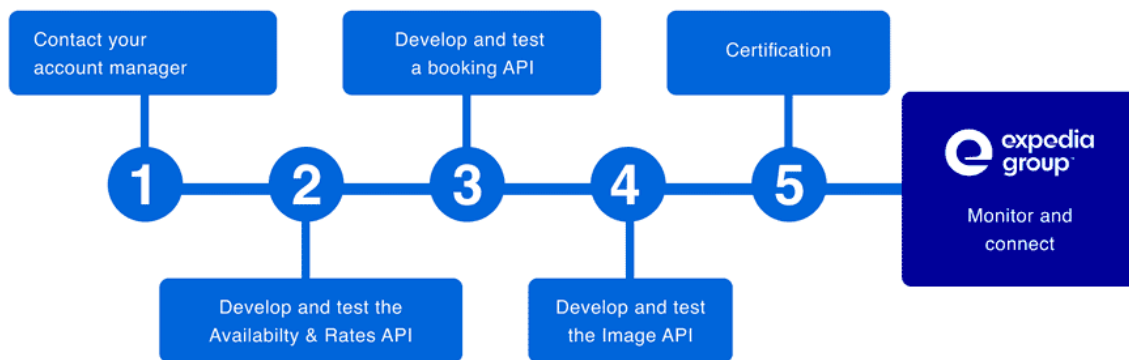 Contact your
account manager
Develop and test
a booking API
Certification
1
2
3
4
5
expedia
group™
Monitor and
connect
Develop and test the
Availabilty & Rates API
Develop and test
the Image API